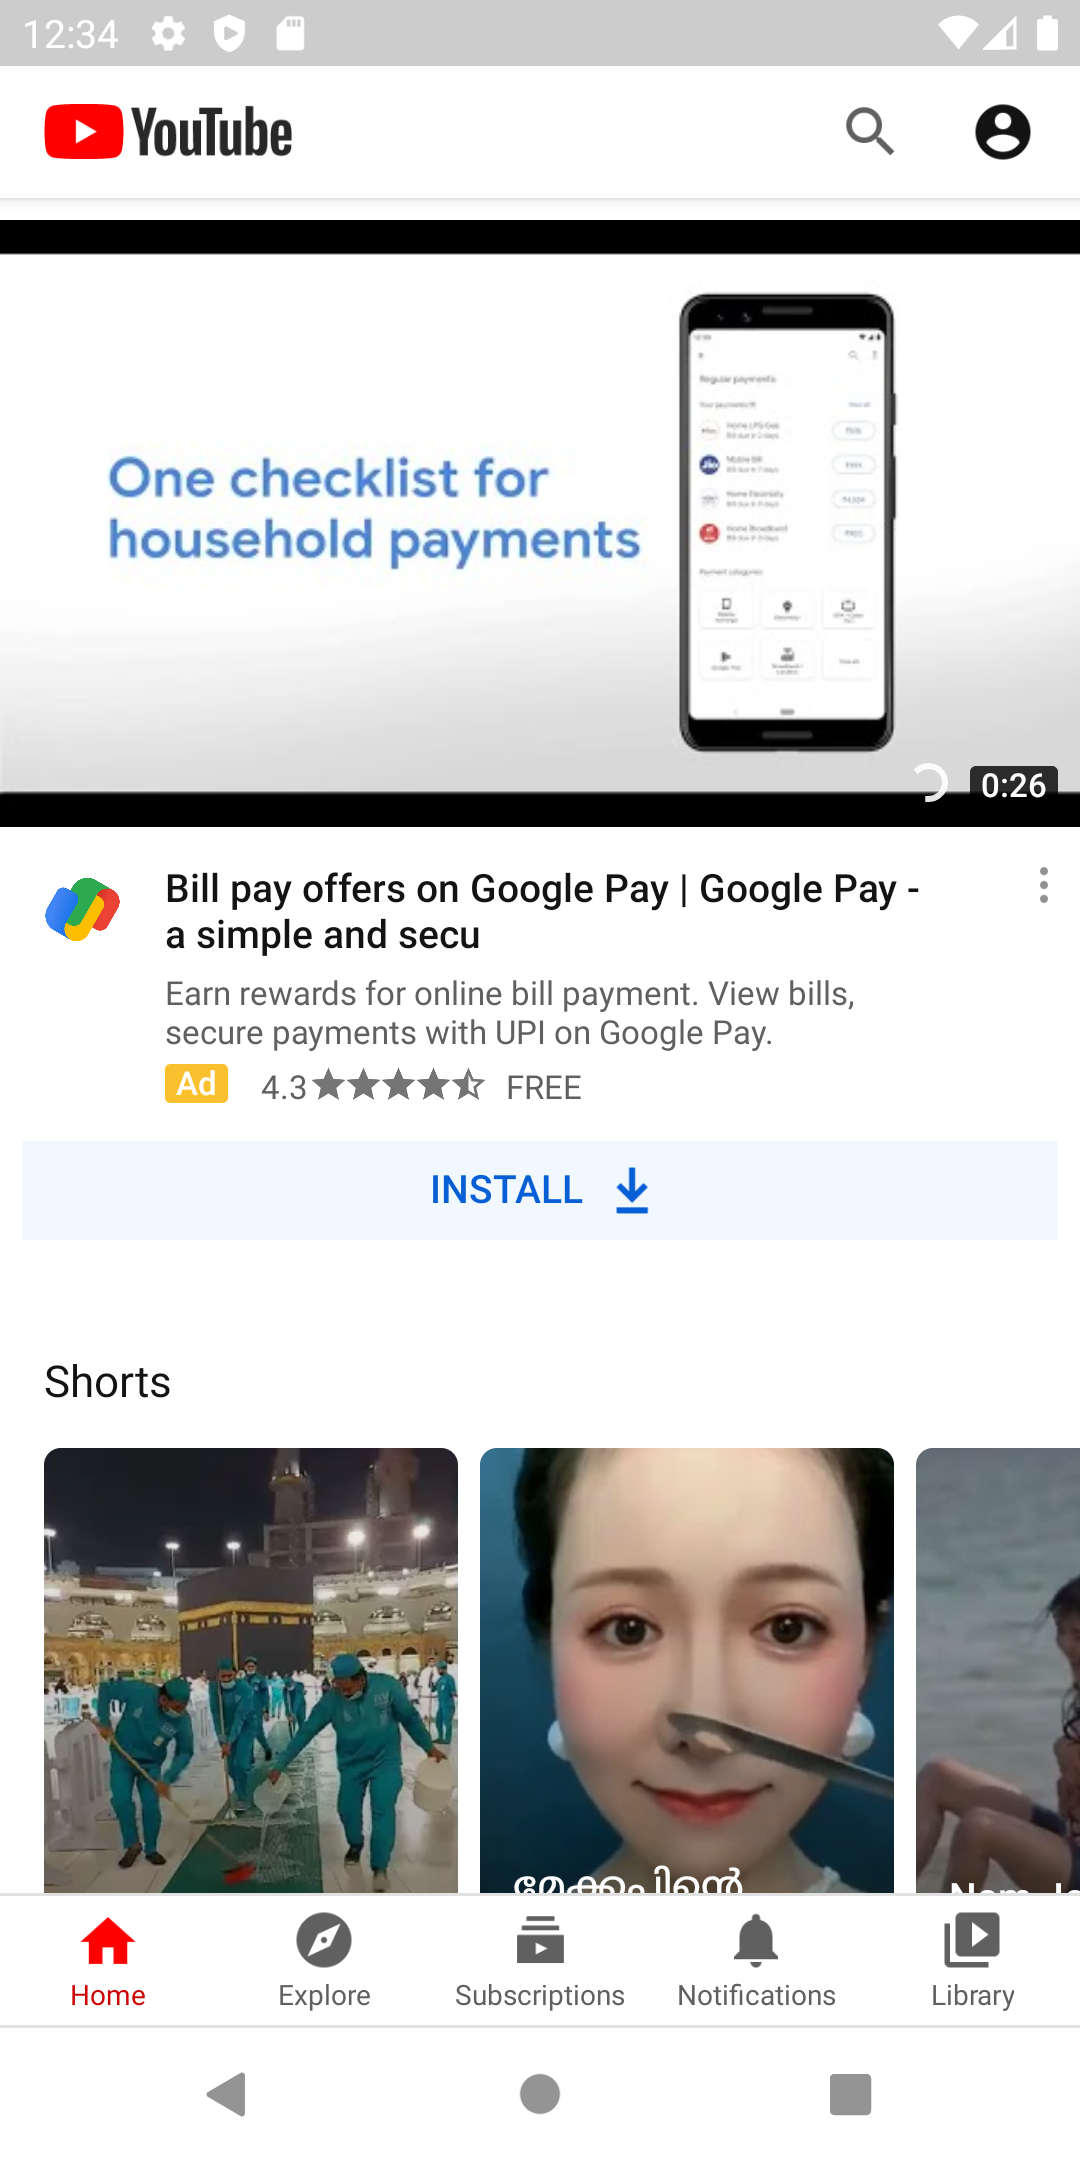 12:34
YouTube
One checklist for
household payments
Regular payments
0:26
Bill pay offers on Google Pay | Google Pay -
a simple and secu
Earn rewards for online bill payment. View bills,
secure payments with UPI on Google Pay.
Ad 4.3 FREE
INSTALL
Shorts
മേക്കപ്പിന്റെ
Home Explore Subscriptions Notifications Library